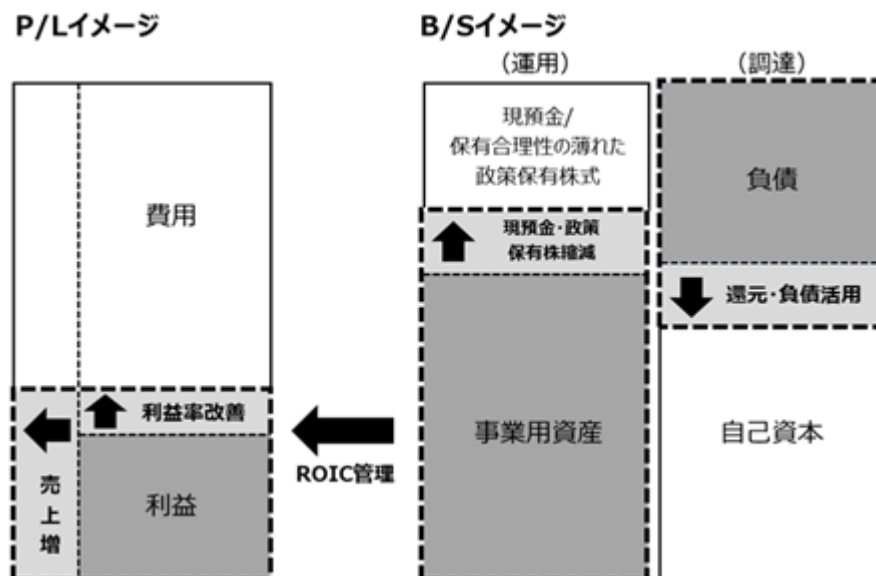 P/Lイメージ
費用
利益率改善
売上増
利益
ROIC管理
B/Sイメージ
(運用)
現預金/
保有合理性の薄れた
政策保有株式
現預金・政策
保有株縮減
事業用資産
(調達)
負債
還元・負債活用
自己資本